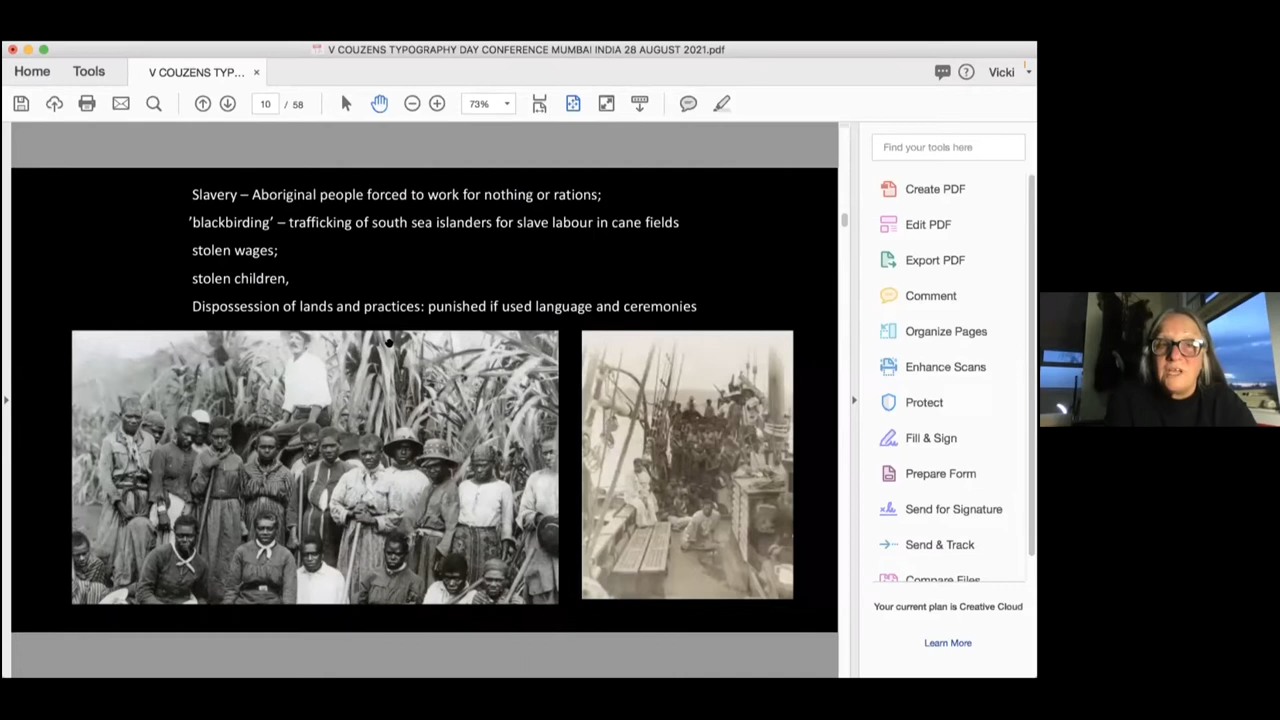 V COUZENS TYPOGRAPHY DAY CONFERENCE MUMBAI INDIA 28 AUGUST 2021.pdf
Home Tools V COUZENS TYP... × Vicki
10 / 58 73%
Slavery – Aboriginal people forced to work for nothing or rations;
’blackbirding’ – trafficking of south sea islanders for slave labour in cane fields
stolen wages;
stolen children,
Dispossession of lands and practices: punished if used language and ceremonies
Find your tools here
Create PDF
Edit PDF
Export PDF
Comment
Organize Pages
Enhance Scans
Protect
Fill & Sign
Prepare Form
Send for Signature
Send & Track
Compare Files
Your current plan is Creative Cloud
Learn More